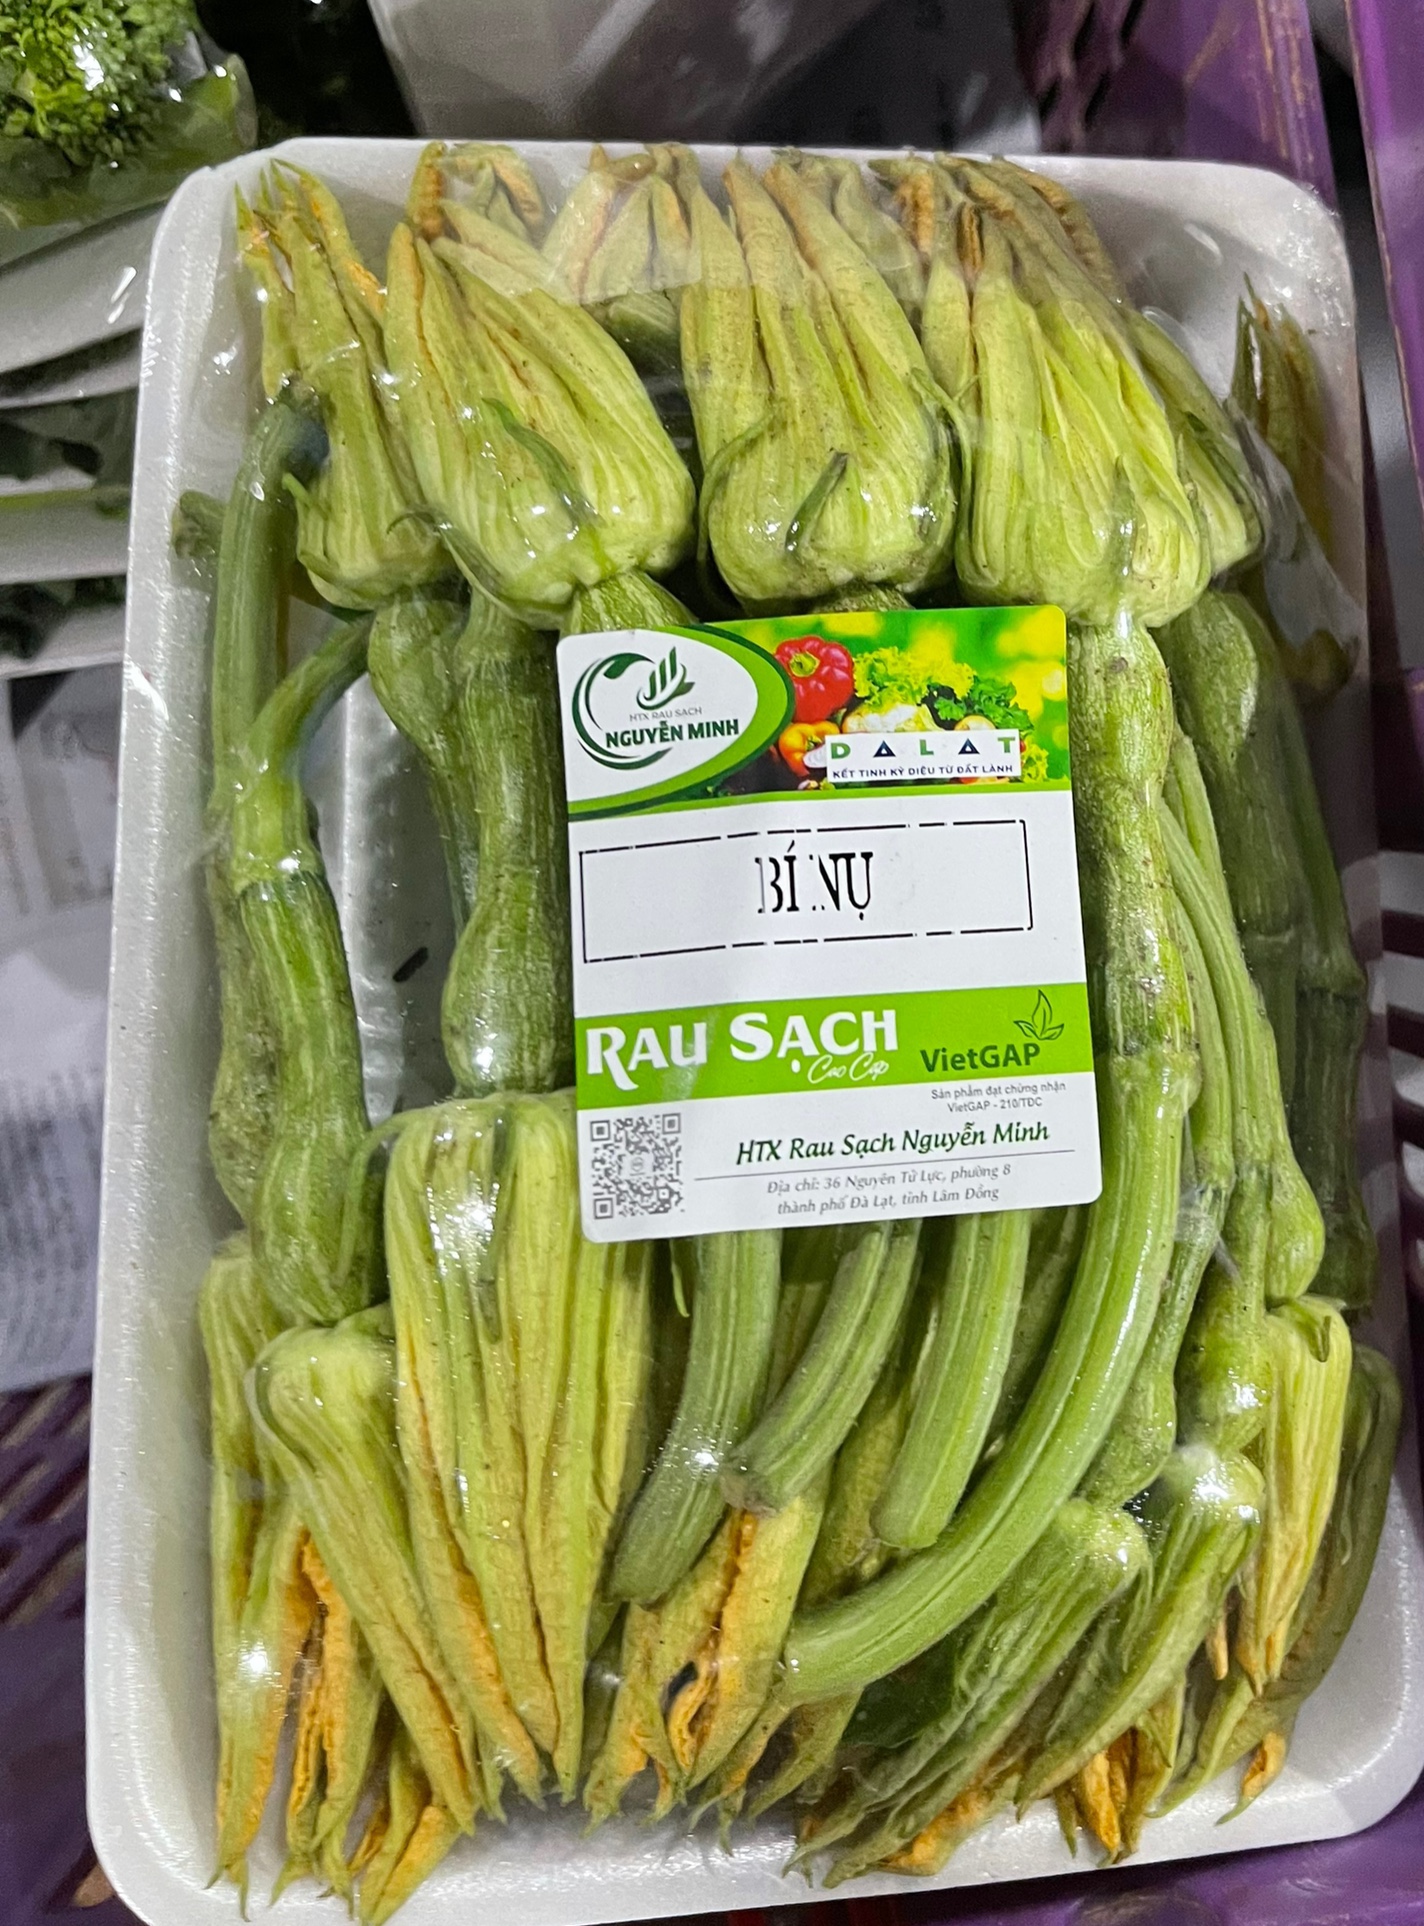 HTX RAU SẠCH
NGUYỄN MINH
DALAT
KẾT TINH KỲ DIỆU TỪ ĐẤT LÀNH
BÍ NỤ
RAU SẠCH
Cao Cấp
VietGAP
Sản phẩm đạt chứng nhận
VietGAP - 210/TĐC
HTX Rau Sạch Nguyễn Minh
Địa chỉ: 36 Nguyên Tử Lực, phường 8
thành phố Đà Lạt, tỉnh Lâm Đồng